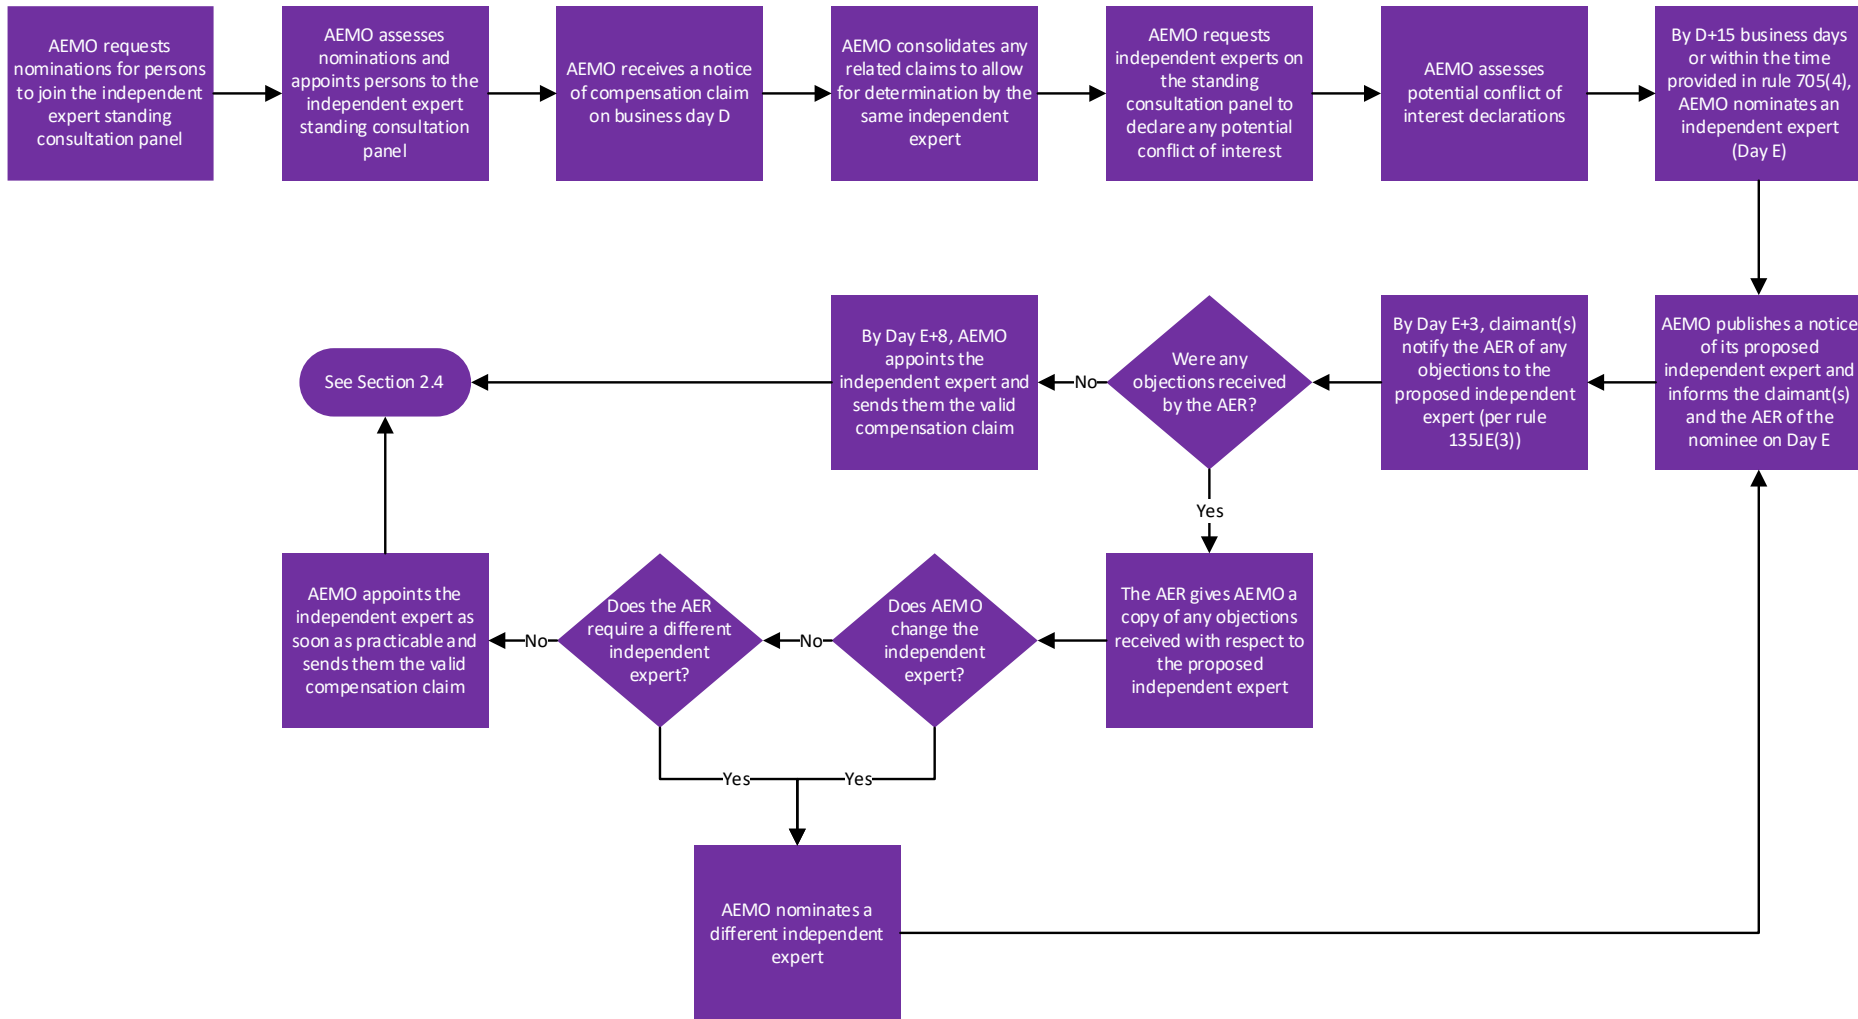 AEMO requests
nominations for persons
to join the independent
expert standing
consultation panel
AEMO assesses
nominations and
appoints persons to the
independent expert
standing consultation
panel
AEMO receives a notice
of compensation claim
on business day D
AEMO consolidates any
related claims to allow
for determination by the
same independent
expert
AEMO requests
independent experts on
the standing
consultation panel to
declare any potential
conflict of interest
AEMO assesses
potential conflict of
interest declarations
By D+15 business days
or within the time
provided in rule 705(4),
AEMO nominates an
independent expert
(Day E)
AEMO publishes a notice
of its proposed
independent expert and
informs the claimant(s)
and the AER of the
nominee on Day E
By Day E+3, claimant(s)
notify the AER of any
objections to the
proposed independent
expert (per rule
135JE(3))
Were any
objections received
by the AER?
No
By Day E+8, AEMO
appoints the
independent expert and
sends them the valid
compensation claim
See Section 2.4
Yes
The AER gives AEMO a
copy of any objections
received with respect to
the proposed
independent expert
Does AEMO
change the
independent
expert?
No
Does the AER
require a different
independent
expert?
No
AEMO appoints the
independent expert as
soon as practicable and
sends them the valid
compensation claim
Yes
Yes
AEMO nominates a
different independent
expert